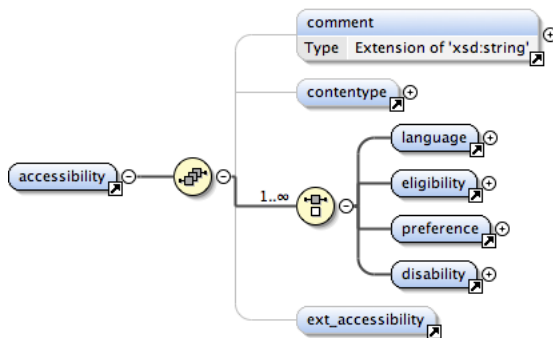 comment
Type Extension of 'xsd:string'
contentype
language
accessibility
eligibility
1..∞
preference
disability
ext_accessibility